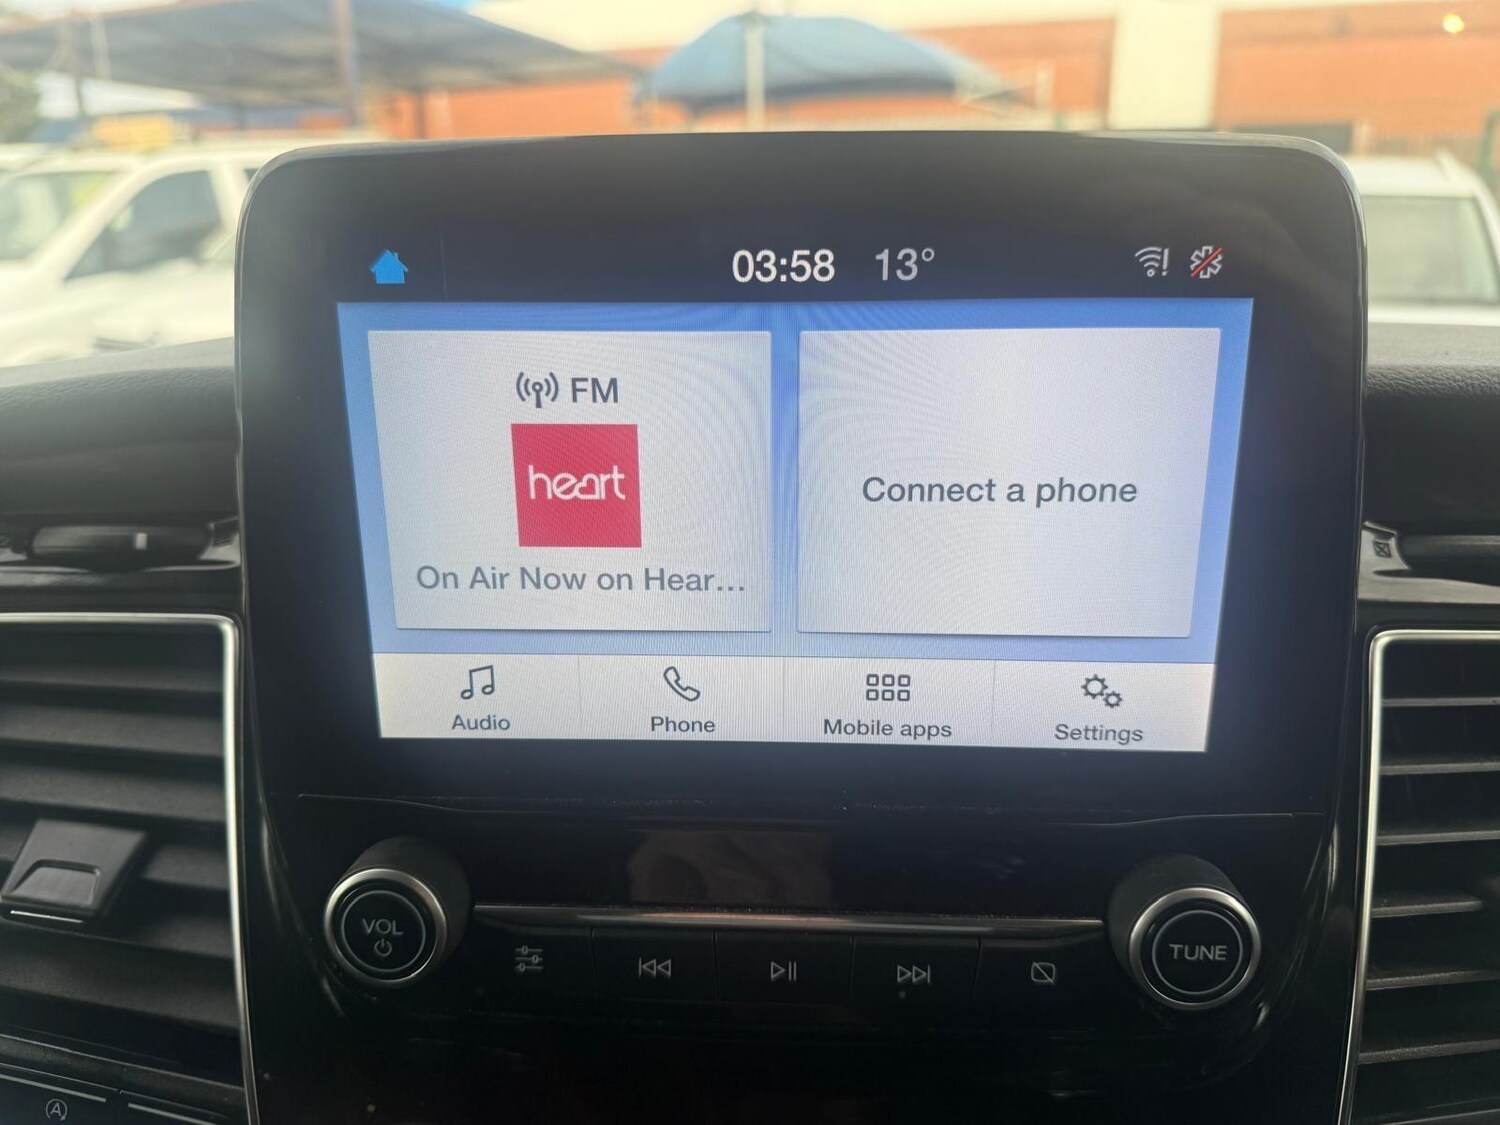 03:58 13°
FM
heart
On Air Now on Hear...
Connect a phone
Audio
Phone
Mobile apps
Settings
VOL
TUNE
A